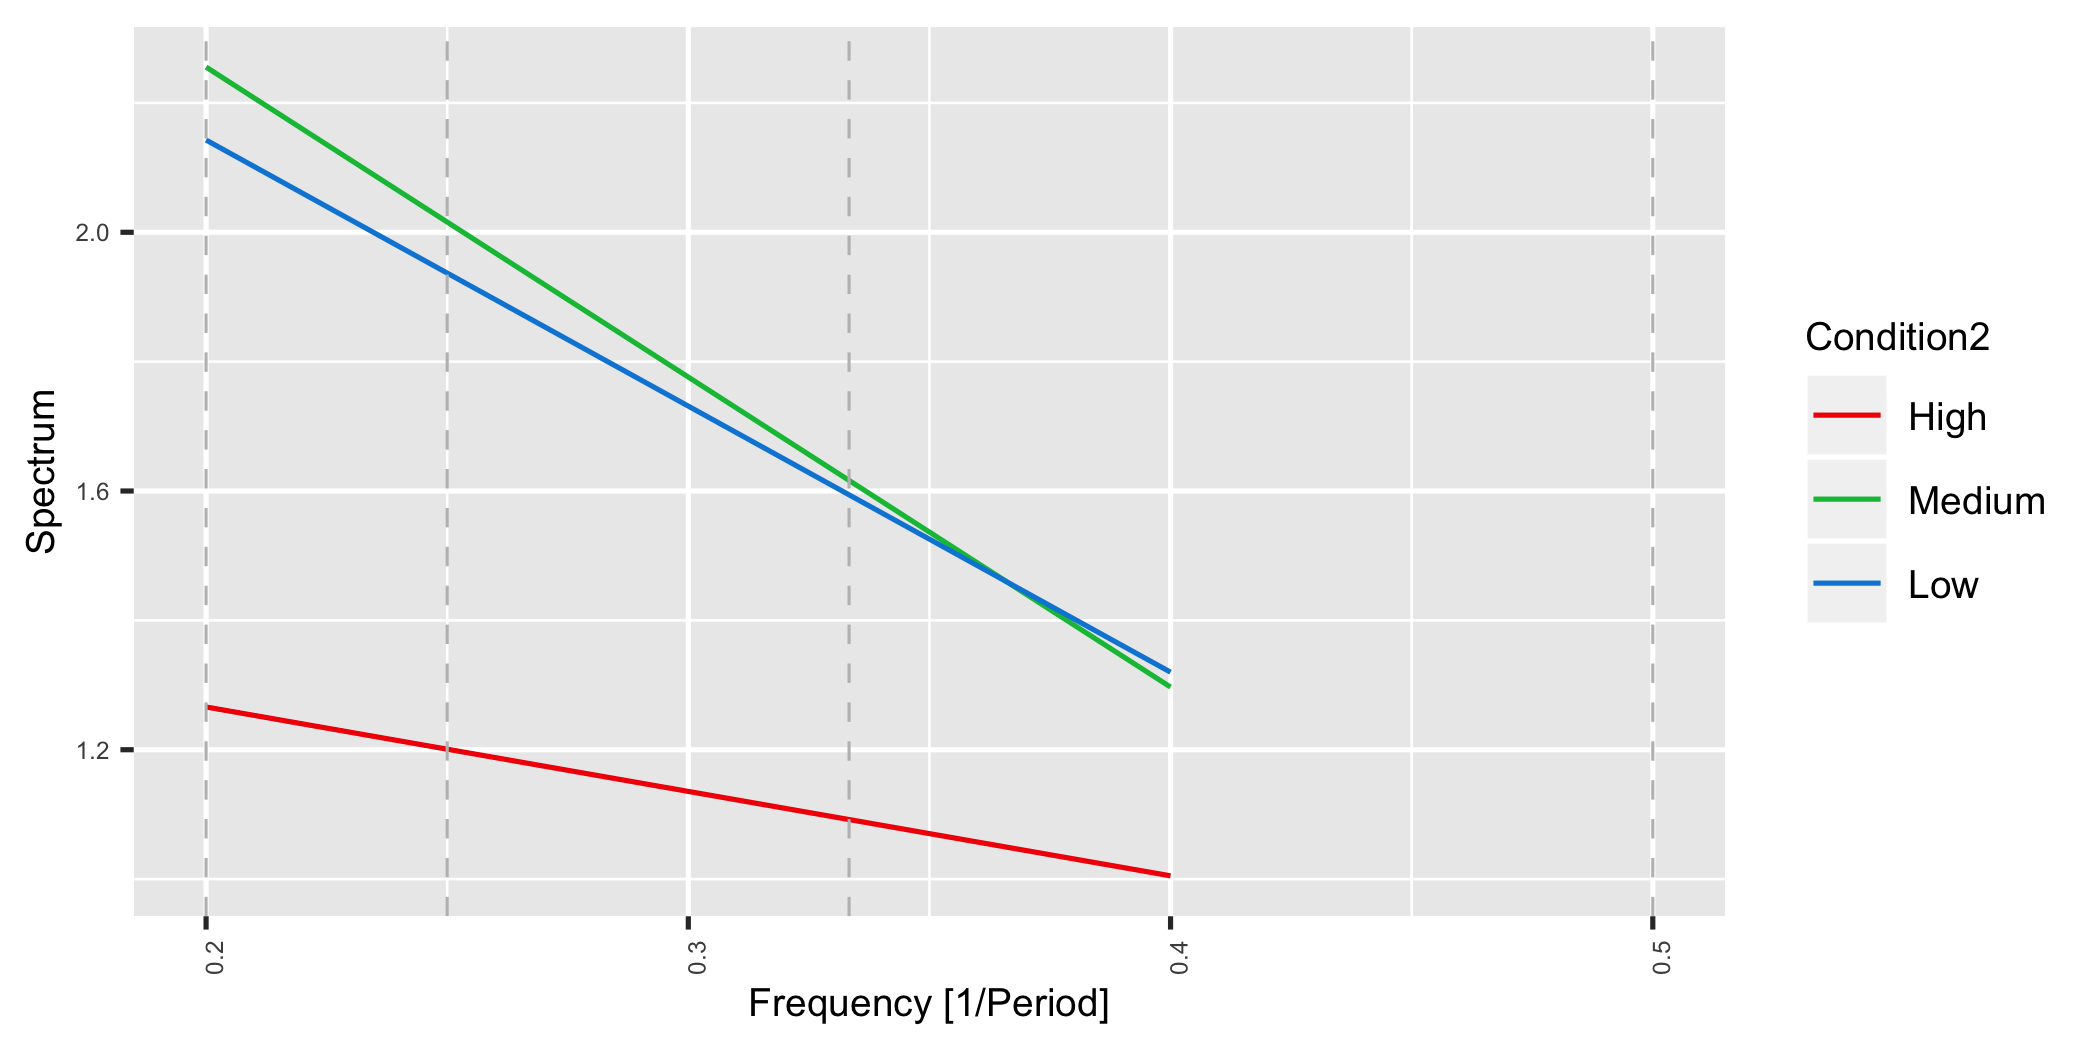 Spectrum
2.0
1.6
1.2
0.2
0.3
0.4
0.5
Frequency [1/Period]
Condition2
High
Medium
Low